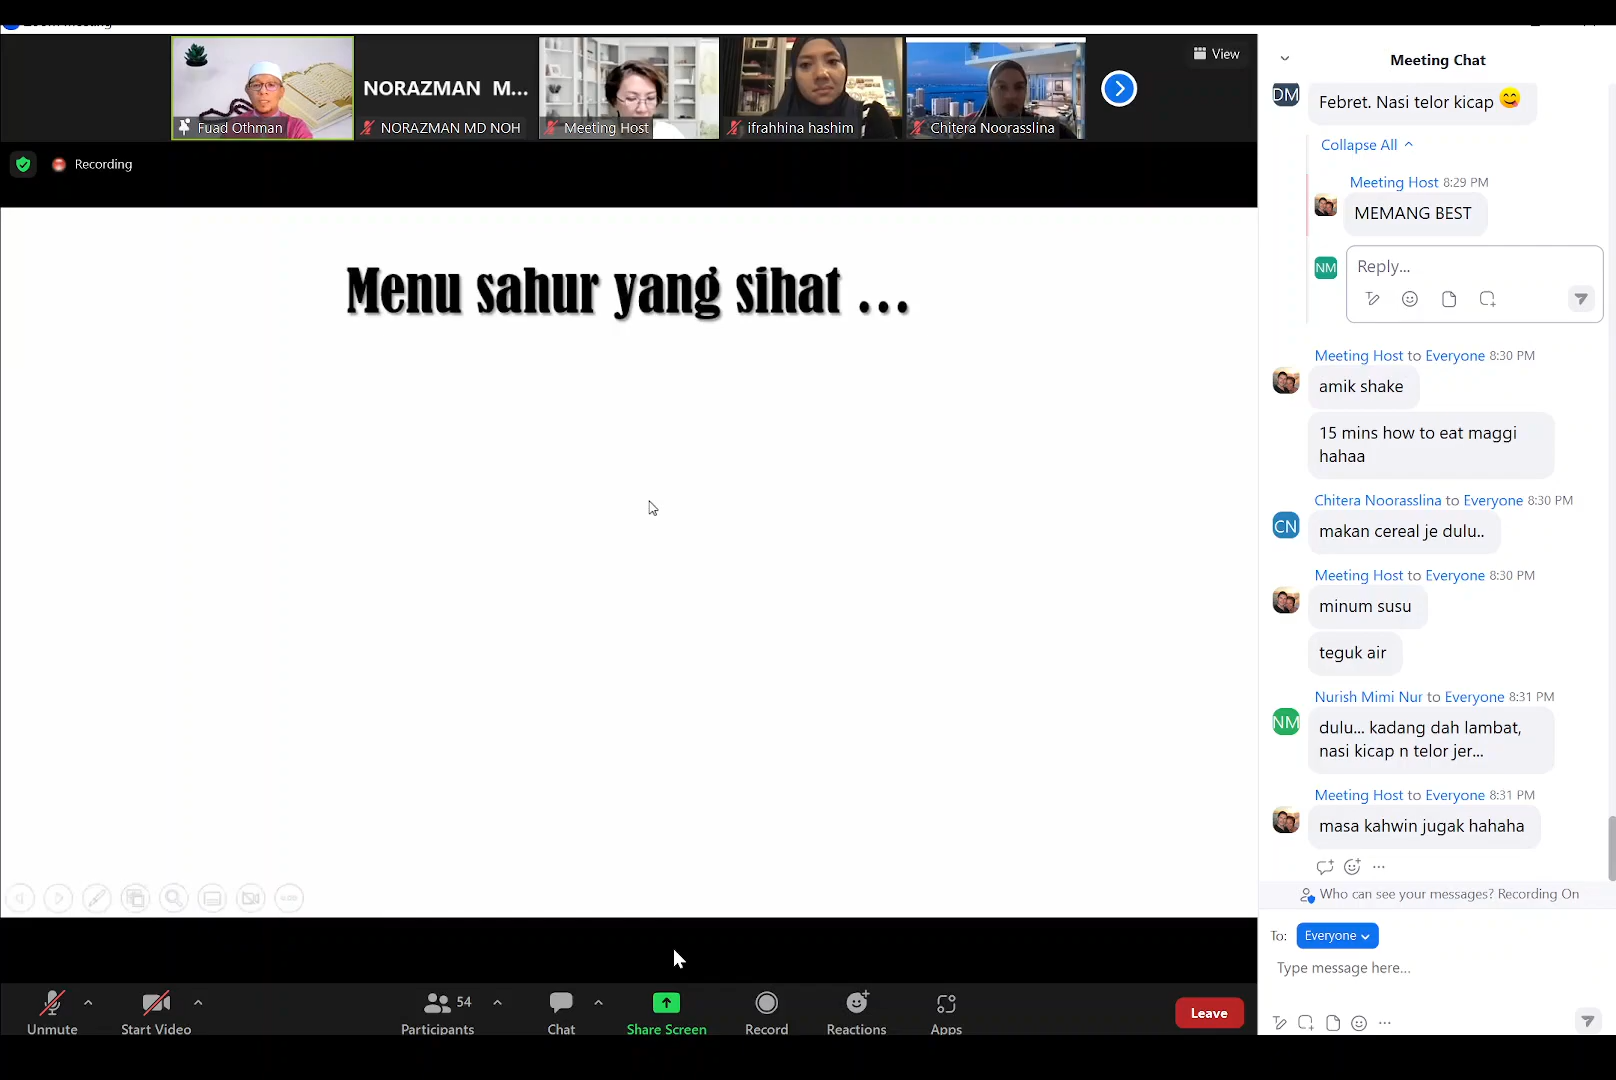 NORAZMAN M...
View
Fuad Othman
NORAZMAN MD NOH
Meeting Host
ifrahhina hashim
Chitera Noorasslina
Recording
Menu sahur yang sihat ...
Unmute
Start Video
54
Participants
Chat
Share Screen
Record
Reactions
Apps
Leave
Meeting Chat
DM
Febret. Nasi telor kicap 😋
Collapse All
Meeting Host 8:29 PM
MEMANG BEST
NM
Reply...
Meeting Host to Everyone 8:30 PM
amik shake
15 mins how to eat maggi
hahaa
Chitera Noorasslina to Everyone 8:30 PM
CN
makan cereal je dulu..
Meeting Host to Everyone 8:30 PM
minum susu
teguk air
Nurish Mimi Nur to Everyone 8:31 PM
NM
dulu... kadang dah lambat,
nasi kicap n telor jer...
Meeting Host to Everyone 8:31 PM
masa kahwin jugak hahaha
Who can see your messages? Recording On
To: Everyone
Type message here...